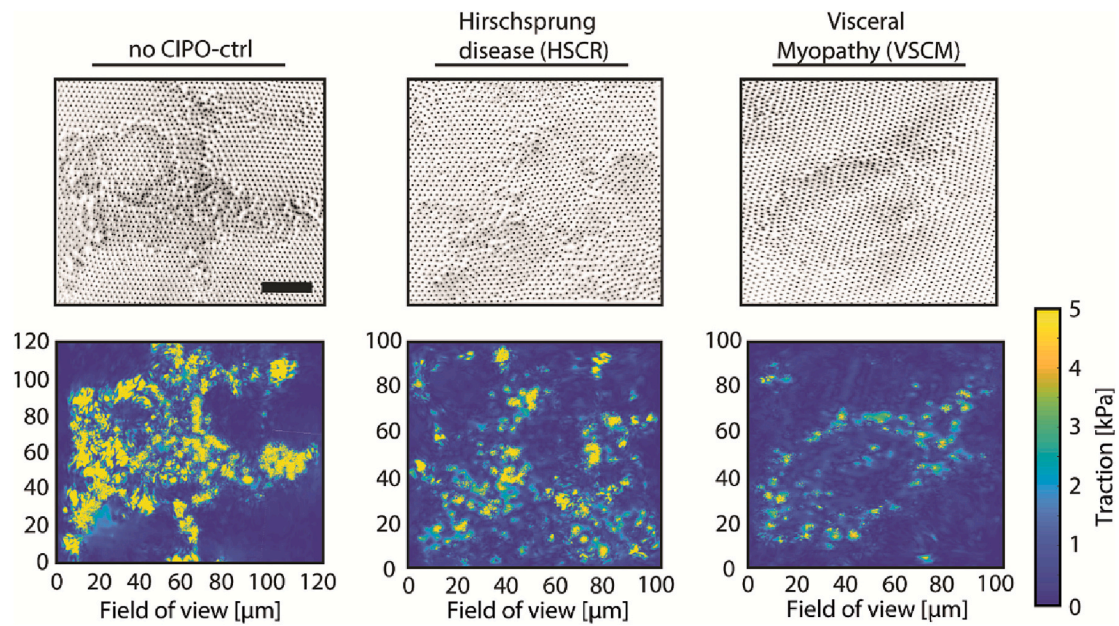 no CIPO-ctrl
Hirschsprung
disease (HSCR)
Visceral
Myopathy (VSCM)
120
100
80
60
40
20
0
0 20 40 60 80 100 120
Field of view [µm]
100
80
60
40
20
0
0 20 40 60 80 100
Field of view [µm]
100
80
60
40
20
0
0 20 40 60 80 100
Field of view [µm]
5
4
3
2
1
0
Traction [kPa]